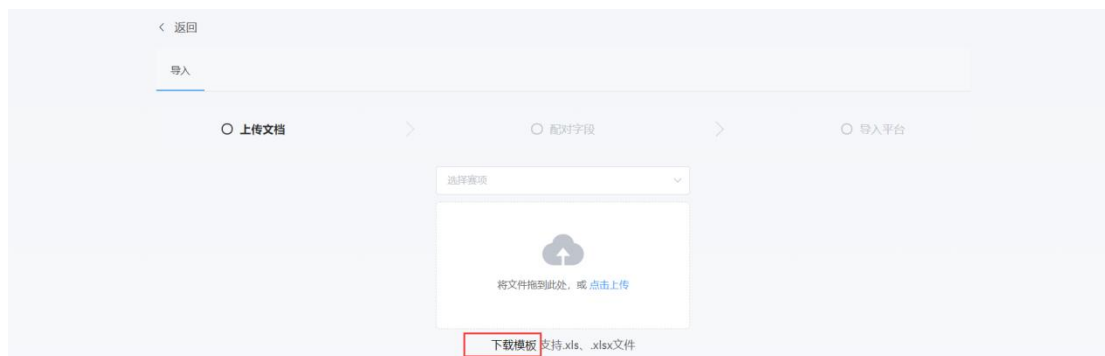 < 返回
导入
上传文档 > 配对字段 > 导入平台
选择赛项
将文件拖到此处，或 点击上传
下载模板 支持.xls、.xlsx文件